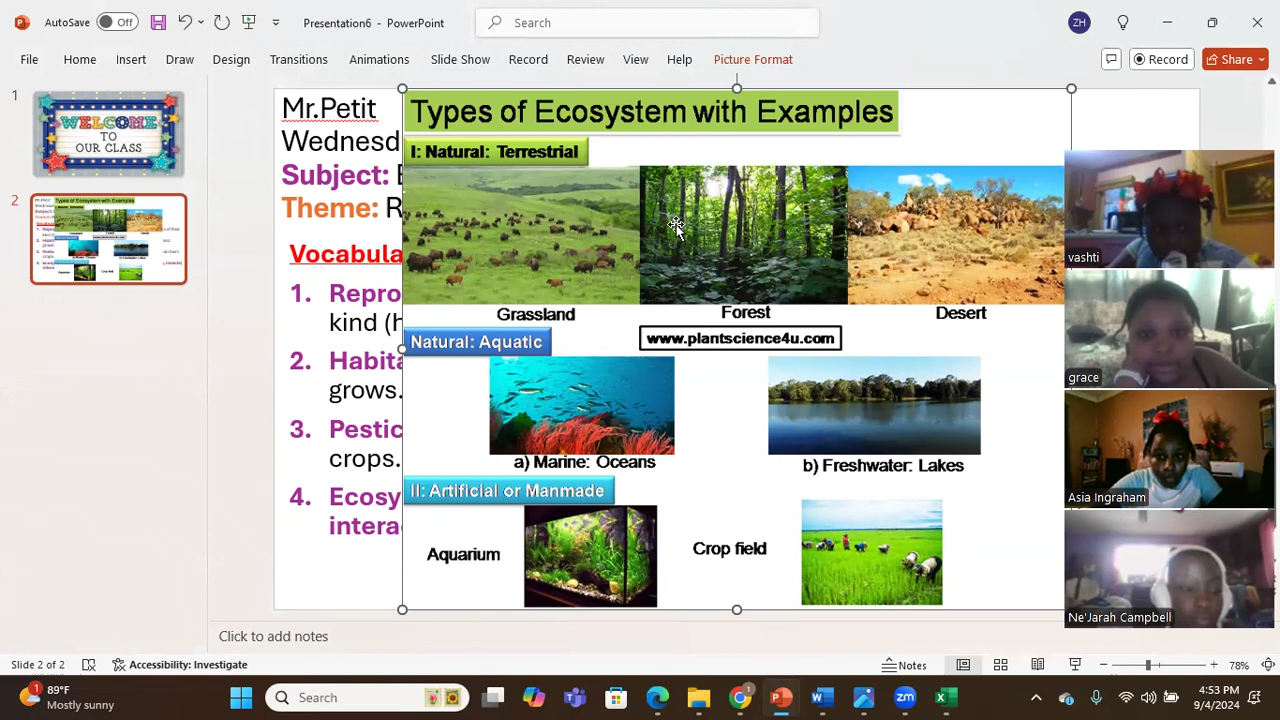 AutoSave
Off
Presentation6 - PowerPoint
Search
ZH
File
Home
Insert
Draw
Design
Transitions
Animations
Slide Show
Record
Review
View
Help
Picture Format
Record
Share
1
WELCOME
TO
OUR CLASS
2
Mr.Petit
Wednesd
Subject:
Theme: R
Vocabula
1. Repro
kind (h
2. Habita
grows.
3. Pestic
crops.
4. Ecosy
intera
Types of Ecosystem with Examples
I: Natural: Terrestrial
Grassland
Forest
Desert
www.plantscience4u.com
Natural: Aquatic
a) Marine: Oceans
b) Freshwater: Lakes
II: Artificial or Manmade
Aquarium
Crop field
vashti
grace
Asia Ingraham
Ne'Jarah Campbell
Click to add notes
Slide 2 of 2
Accessibility: Investigate
Notes
78%
1
89°F
Mostly sunny
Search
zm
4:53 PM
9/4/2024